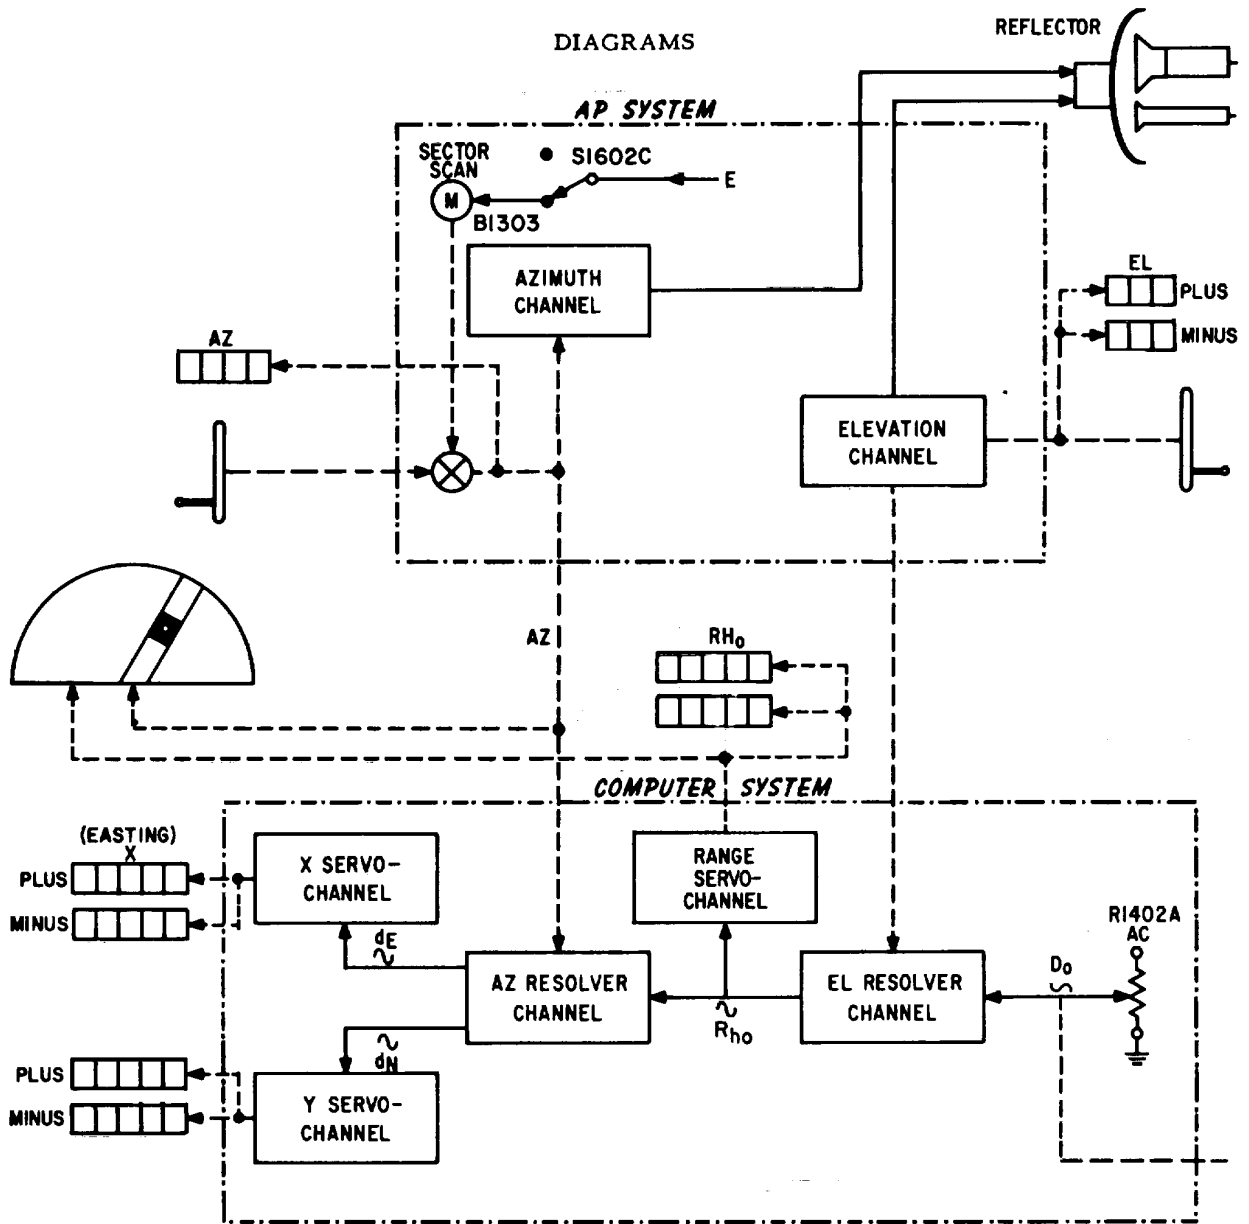 DIAGRAMS
REFLECTOR
AP SYSTEM
SECTOR
SCAN
S1602C
E
M
B1303
AZIMUTH
CHANNEL
EL
PLUS
MINUS
AZ
ELEVATION
CHANNEL
AZ
RHo
COMPUTER SYSTEM
(EASTING)
X
PLUS
MINUS
X SERVO-
CHANNEL
RANGE
SERVO-
CHANNEL
R1402A
AC
dE
AZ RESOLVER
CHANNEL
Rho
EL RESOLVER
CHANNEL
Do
dN
PLUS
MINUS
Y SERVO-
CHANNEL